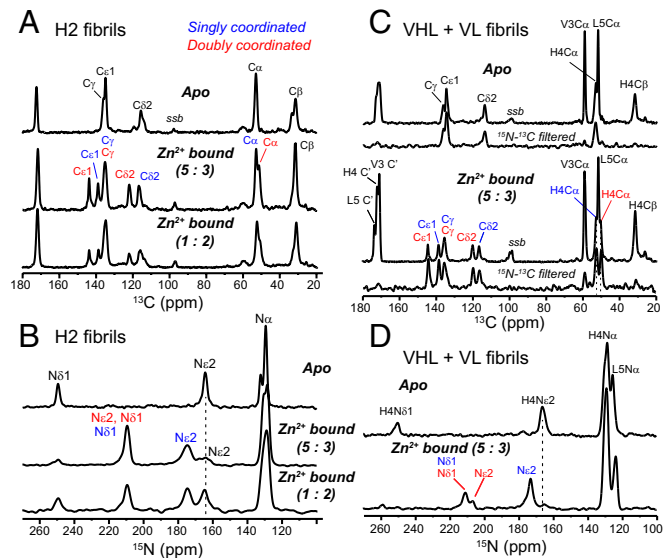 A H2 fibrils
Singly coordinated
Doubly coordinated
Cγ Cε1
Cδ2
ssb
Apo
Cα
Cβ
Zn²⁺ bound
(5 : 3)
Cε1 Cε1 Cγ
Cγ
Cδ2 Cδ2
Cα Cα
Cβ
Zn²⁺ bound
(1 : 2)
180 160 140 120 100 80 60 40 20
¹³C (ppm)
B H2 fibrils
Nδ1
Nε2
Nα
Apo
Nε2, Nδ1
Nδ1
Nε2
Nε2
Zn²⁺ bound
(5 : 3)
Zn²⁺ bound
(1 : 2)
260 240 220 200 180 160 140 120
¹⁵N (ppm)
C VHL + VL fibrils
V3Cα L5Cα
H4Cα
Cγ Cε1
Cδ2
ssb
H4Cβ
Apo
¹⁵N-¹³C filtered
Zn²⁺ bound
(5 : 3)
V3Cα L5Cα
H4Cα H4Cα
H4Cβ
H4 C' V3 C'
L5 C'
Cε1 Cε1 Cγ
Cγ
Cδ2 Cδ2
ssb
¹⁵N-¹³C filtered
180 160 140 120 100 80 60 40 20
¹³C (ppm)
D VHL + VL fibrils
Apo
H4Nδ1
H4Nε2
H4Nα
L5Nα
Zn²⁺ bound (5 : 3)
Nδ1
Nδ1 Nε2
Nε2
260 240 220 200 180 160 140 120 100
¹⁵N (ppm)